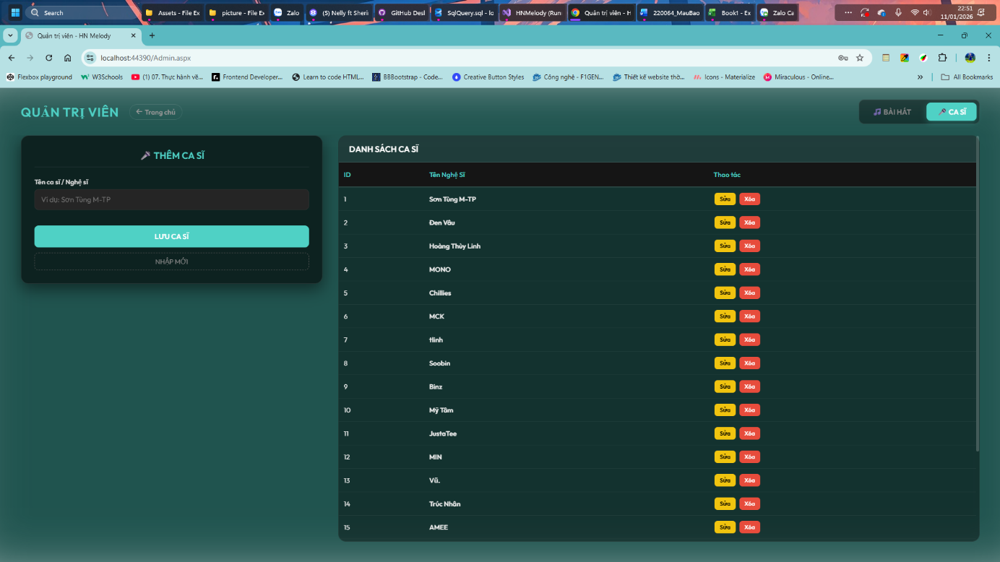 Search
Assets - File Ex
picture - File Ex
Zalo
(5) Nelly ft Sheri
GitHub Desl
SqlQuery.sql - lo
HNMelody (Run
Quản trị viên - H
220064_MauBao
Book1 - Ex
Zalo Ca
22:51
11/01/2026
Quản trị viên - HN Melody
localhost:44390/Admin.aspx
Flexbox playground
W3Schools
(1) 07. Thực hành vẽ...
Frontend Developer...
Learn to code HTML...
BBBootstrap - Code...
Creative Button Styles
Công nghệ - F1GEN...
Thiết kế website thờ...
Icons - Materialize
Miraculous - Online...
All Bookmarks
QUẢN TRỊ VIÊN
← Trang chủ
BÀI HÁT
CA SĨ
THÊM CA SĨ
Tên ca sĩ / Nghệ sĩ
Ví dụ: Sơn Tùng M-TP
LƯU CA SĨ
NHẬP MỚI
DANH SÁCH CA SĨ
ID Tên Nghệ Sĩ Thao tác
1 Sơn Tùng M-TP Sửa Xóa
2 Đen Vâu Sửa Xóa
3 Hoàng Thùy Linh Sửa Xóa
4 MONO Sửa Xóa
5 Chillies Sửa Xóa
6 MCK Sửa Xóa
7 tlinh Sửa Xóa
8 Soobin Sửa Xóa
9 Binz Sửa Xóa
10 Mỹ Tâm Sửa Xóa
11 JustaTee Sửa Xóa
12 MIN Sửa Xóa
13 Vũ. Sửa Xóa
14 Trúc Nhân Sửa Xóa
15 AMEE Sửa Xóa